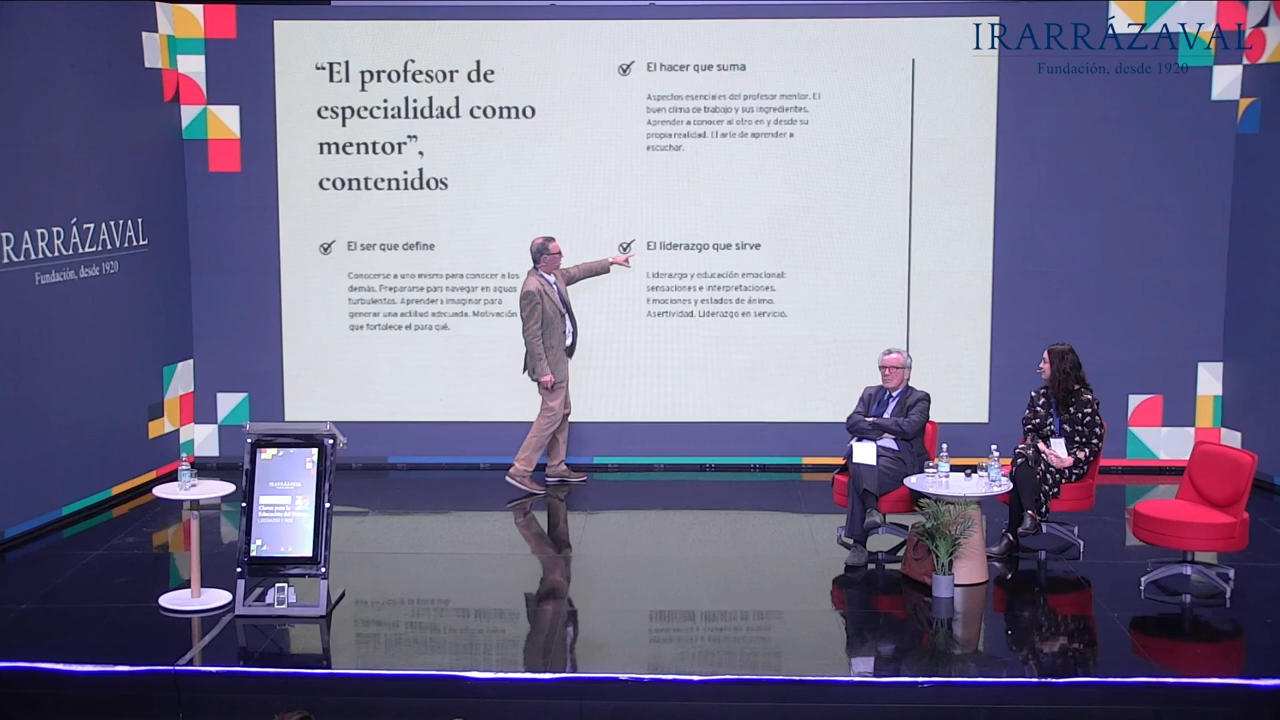 IRARRÁZAVAL
Fundación, desde 1920
RARRÁZAVAL
Fundación, desde 1920
“El profesor de
especialidad como
mentor”,
contenidos
El hacer que suma
Aspectos esenciales del profesor mentor. El
buen clima de trabajo y sus ingredientes.
Aprender a conocer al otro en y desde su
propia realidad. El arte de aprender a
escuchar.
El ser que define
Conocerse a uno mismo para conocer a los
demás. Prepararse para navegar en aguas
turbulentas. Aprender a imaginar para
generar una actitud adecuada. Motivación
que fortalece el para qué.
El liderazgo que sirve
Liderazgo y educación emocional:
sensaciones e interpretaciones.
Emociones y estados de ánimo.
Asertividad. Liderazgo en servicio.
IRARRÁZAVAL
Claves para la